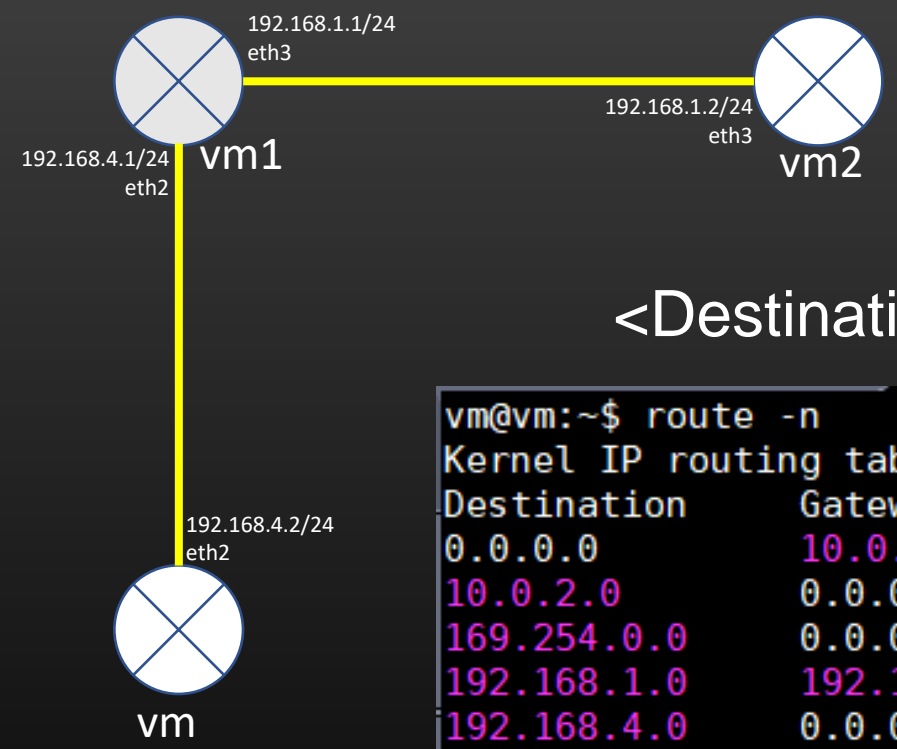 192.168.1.1/24
eth3
192.168.1.2/24
eth3
192.168.4.1/24
eth2
vm1
vm2
<Destinati
192.168.4.2/24
eth2
vm
vm@vm:~$ route -n
Kernel IP routing tab
Destination Gatew
0.0.0.0 10.0.
10.0.2.0 0.0.0
169.254.0.0 0.0.0
192.168.1.0 192.1
192.168.4.0 0.0.0